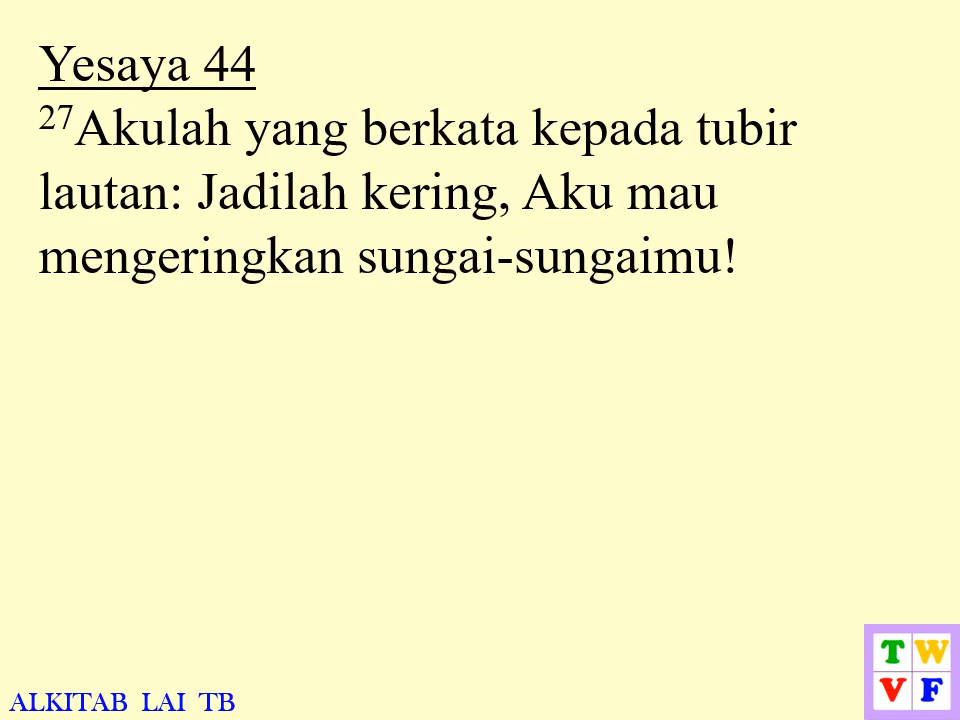 Yesaya 44
27Akulah yang berkata kepada tubir
lautan: Jadilah kering, Aku mau
mengeringkan sungai-sungaimu!
T W
V F
ALKITAB LAI TB